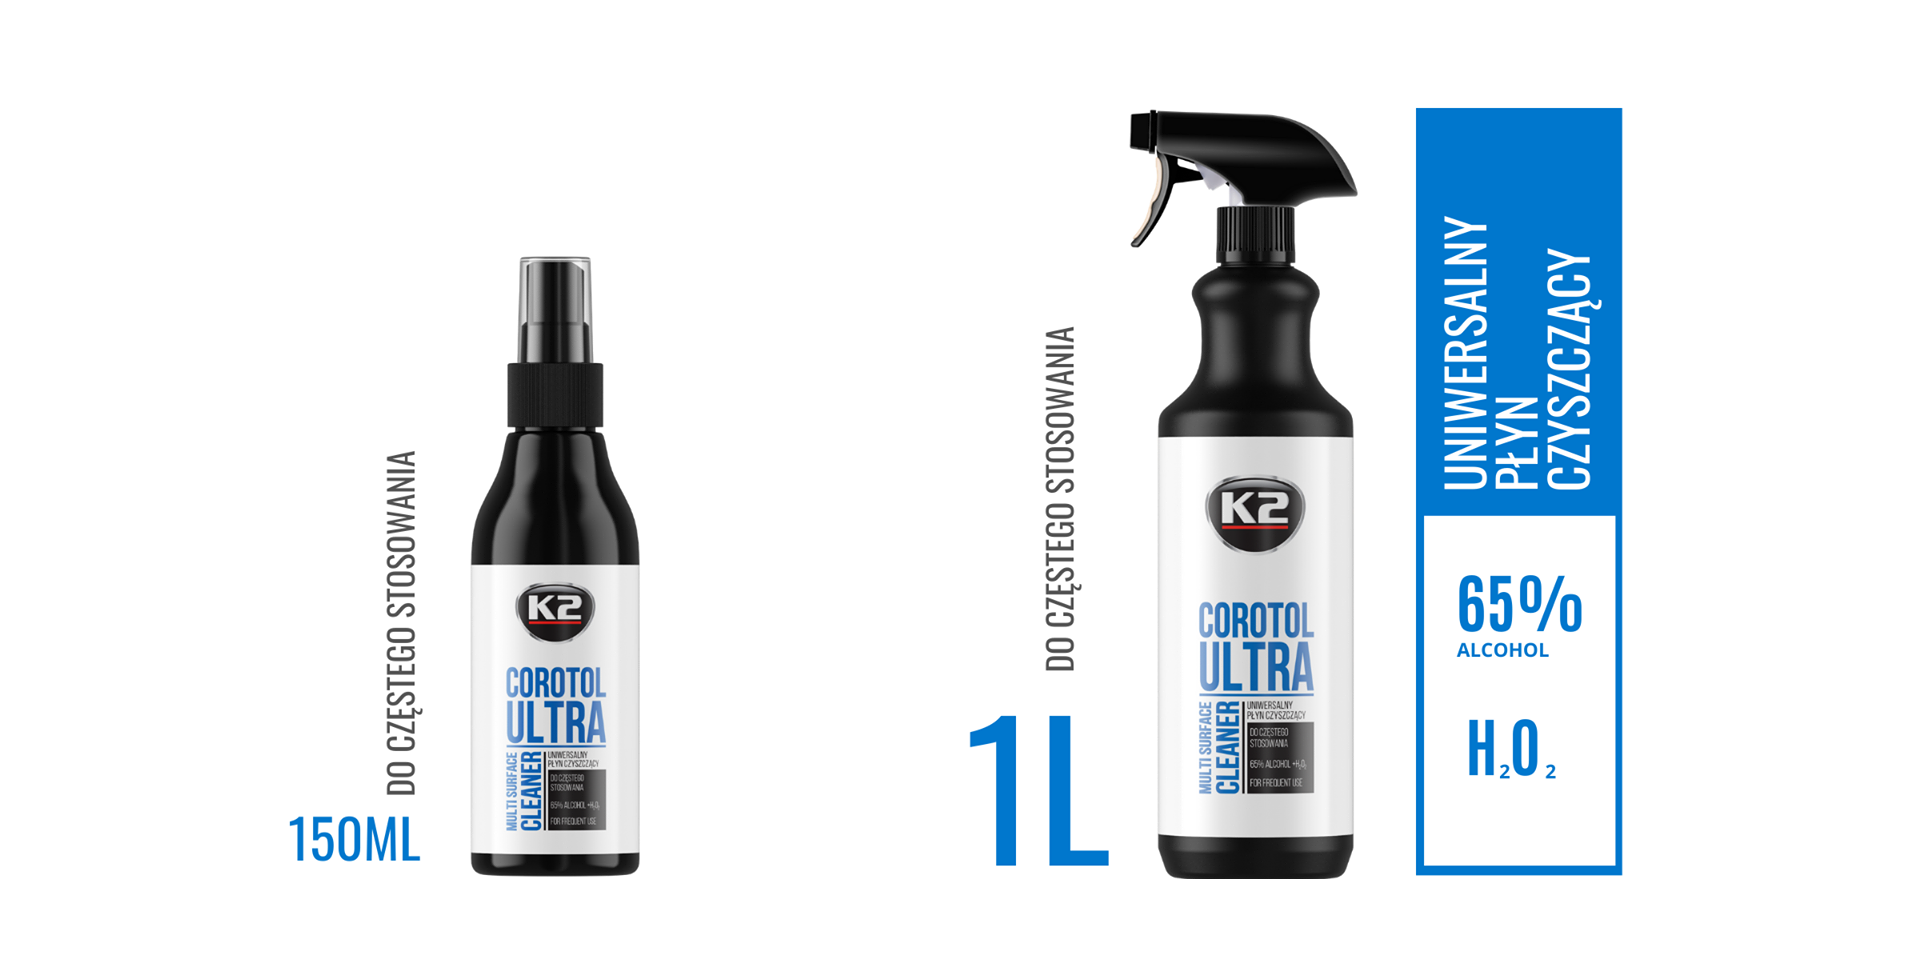 DO CZĘSTEGO STOSOWANIA
150ML
K2
COROTOL
ULTRA
MULTI SURFACE
CLEANER
UNIWERSALNY
PŁYN CZYSZCZĄCY
DO CZĘSTEGO
STOSOWANIA
65% ALCOHOL +H₂O₂
FOR FREQUENT USE
DO CZĘSTEGO STOSOWANIA
1L
K2
COROTOL
ULTRA
MULTI SURFACE
CLEANER
UNIWERSALNY
PŁYN CZYSZCZĄCY
DO CZĘSTEGO
STOSOWANIA
65% ALCOHOL +H₂O₂
FOR FREQUENT USE
UNIWERSALNY
PŁYN
CZYSZCZĄCY
65%
ALCOHOL
H₂O₂